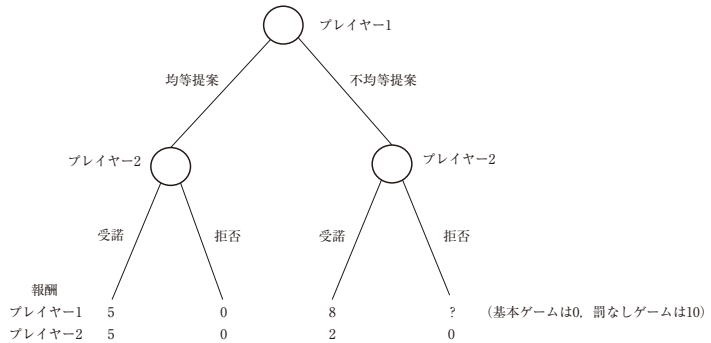 プレイヤー1
均等提案 不均等提案
プレイヤー2 プレイヤー2
受諾 拒否 受諾 拒否
報酬
プレイヤー1 5 0 8 ? （基本ゲームは0，罰なしゲームは10）
プレイヤー2 5 0 2 0